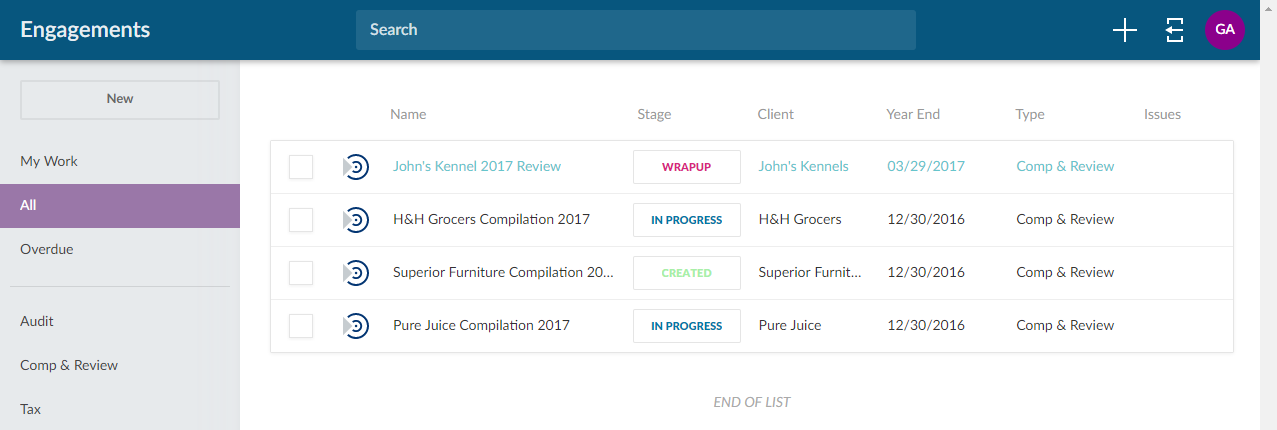 Engagements
Search
GA
New
My Work
All
Overdue
Audit
Comp & Review
Tax
Name Stage Client Year End Type Issues
John's Kennel 2017 Review WRAPUP John's Kennels 03/29/2017 Comp & Review
H&H Grocers Compilation 2017 IN PROGRESS H&H Grocers 12/30/2016 Comp & Review
Superior Furniture Compilation 20... CREATED Superior Furnit... 12/30/2016 Comp & Review
Pure Juice Compilation 2017 IN PROGRESS Pure Juice 12/30/2016 Comp & Review
END OF LIST